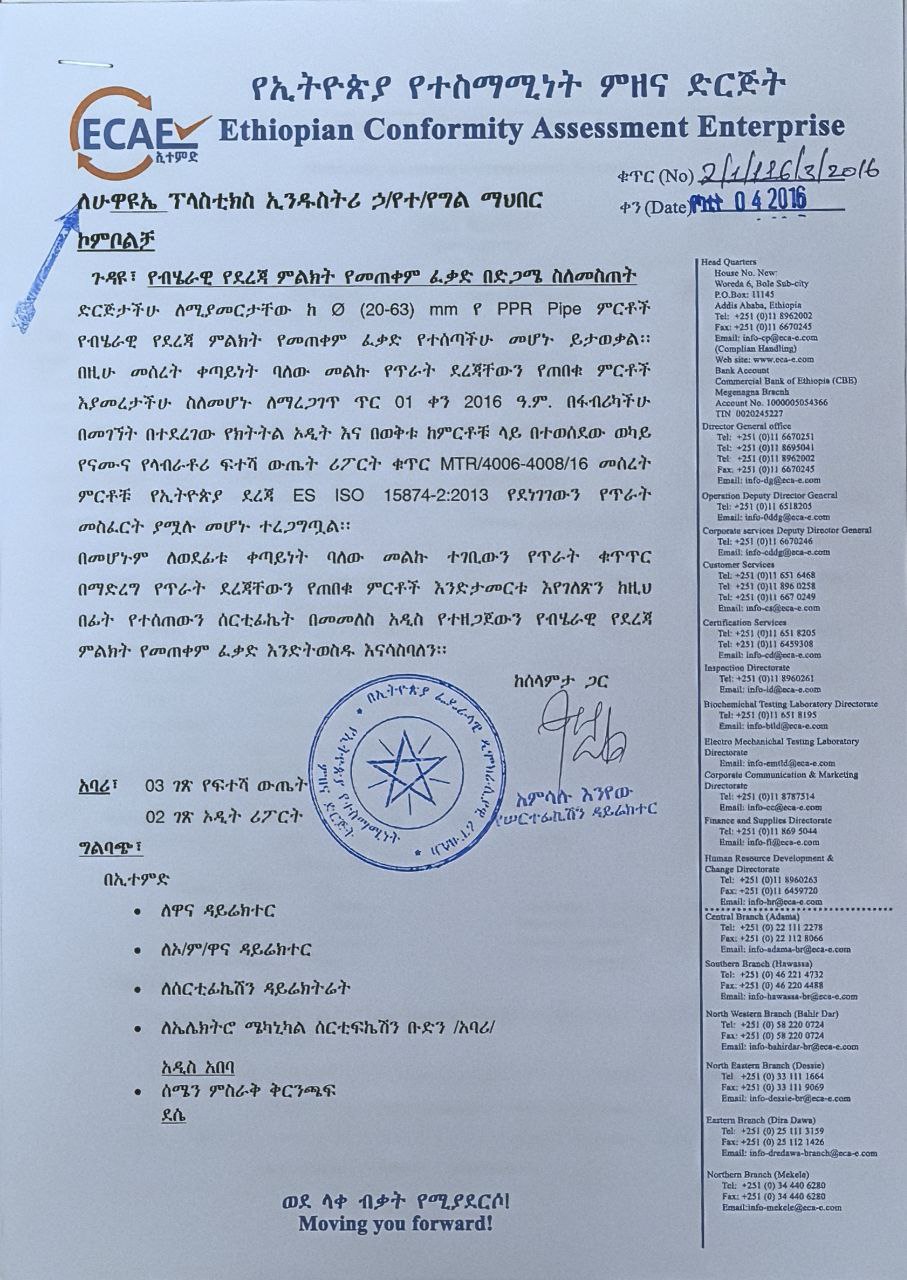 የኢትዮጵያ የተስማሚነት ምዘና ድርጅት
ECAE
ኢተምድ
Ethiopian Conformity Assessment Enterprise
ቁጥር (No) 2/1/116/3/2016
ቀን (Date) 04 2016
ለሁዋዩኤ ፕላስቲክስ ኢንዱስትሪ ኃ/የተ/የግል ማህበር
ኮምቦልቻ
ጉዳዩ፣ የብሄራዊ የደረጃ ምልክት የመጠቀም ፈቃድ በድጋሜ ስለመስጠት
ድርጅታችሁ ለሚያመርታቸው ከ Ø (20-63) mm የ PPR Pipe ምርቶች
የብሄራዊ የደረጃ ምልክት የመጠቀም ፈቃድ የተሰጣችሁ መሆኑ ይታወቃል፡፡
በዚሁ መሰረት ቀጣይነት ባለው መልኩ የጥራት ደረጃቸውን የጠበቁ ምርቶች
እያመረታችሁ ስለመሆኑ ለማረጋገጥ ጥር 01 ቀን 2016 ዓ.ም. በፋብሪካችሁ
በመገኘት በተደረገው የክትትል ኦዲት እና በወቅቱ ከምርቶቹ ላይ በተወሰደው ወካይ
የናሙና የላብራቶሪ ፍተሻ ውጤት ሪፖርት ቁጥር MTR/4006-4008/16 መሰረት
ምርቶቹ የኢትዮጵያ ደረጃ ES ISO 15874-2:2013 የደነገገውን የጥራት
መስፈርት ያሟሉ መሆኑ ተረጋግጧል፡፡
በመሆኑም ለወደፊቱ ቀጣይነት ባለው መልኩ ተገቢውን የጥራት ቁጥጥር
በማድረግ የጥራት ደረጃቸውን የጠበቁ ምርቶች እንድታመርቱ እየገለጽን ከዚህ
በፊት የተሰጠውን ሰርቲፊኬት በመመለስ አዲስ የተዘጋጀውን የብሄራዊ የደረጃ
ምልክት የመጠቀም ፈቃድ እንድትወስዱ እናሳስባለን፡፡
ከሰላምታ ጋር
በኢትዮጵያ ፌዴራላዊ ዲሞክራሲያዊ ሪፐብሊክ
የኢትዮጵያ የተስማሚነት ምዘና ድርጅት
አምሳሉ እንየው
የሠርተፊኬሽን ዳይሬክተር
አባሪ፣ 03 ገጽ የፍተሻ ውጤት
02 ገጽ ኦዲት ሪፖርት
ግልባጭ፣
በኢተምድ
• ለዋና ዳይሬክተር
• ለኦ/ም/ዋና ዳይሬክተር
• ለሰርቲፊኬሽን ዳይሬክትሬት
• ለኤሌክትሮ ሜካኒካል ሰርቲፍኬሽን ቡድን /አባሪ/
አዲስ አበባ
• ሰሜን ምስራቅ ቅርንጫፍ
ደሴ
Head Quarters
House No. New
Woreda 6, Bole Sub-city
P.O.Box: 11145
Addis Ababa, Ethiopia
Tel: +251 (0)11 8962002
Fax: +251 (0)11 6670245
Email: info-cp@eca-e.com
(Complian Handling)
Web site: www.eca-e.com
Bank Account
Commercial Bank of Ethiopia (CBE)
Megenagna Bracnh
Account No. 1000005054366
TIN 0020245227
Director General office
Tel: +251 (0)11 6670251
Tel: +251 (0)11 8695041
Tel: +251 (0)11 8962002
Fax: +251 (0)11 6670245
Email: info-dg@eca-e.com
Operation Deputy Director General
Tel: +251 (0)11 6518205
Email: info-0ddg@eca-e.com
Corporate services Deputy Director General
Tel: +251 (0)11 6670246
Email: info-cddg@eca-e.com
Customer Services
Tel: +251 (0)11 651 6468
Tel: +251 (0)11 896 0258
Tel: +251 (0)11 667 0249
Email: info-cs@eca-e.com
Certification Services
Tel: +251 (0)11 651 8205
Tel: +251 (0)11 6459308
Email: info-cd@eca-e.com
Inspection Directorate
Tel: +251 (0)11 8960261
Email: info-id@eca-e.com
Biochemichal Testing Laboratory Directorate
Tel: +251 (0)11 651 8195
Email: info-btld@eca-e.com
Electro Mechanichal Testing Laboratory
Directorate
Email: info-emtld@eca-e.com
Corporate Communication & Marketing
Directorate
Tel: +251 (0)11 8787514
Email: info-cc@eca-e.com
Finance and Supplies Directorate
Tel: +251 (0)11 869 5044
Email: info-fi@eca-e.com
Human Resource Development &
Change Directorate
Tel: +251 (0)11 8960263
Fax: +251 (0)11 6459720
Email: info-hr@eca-e.com
Central Branch (Adama)
Tel: +251 (0) 22 111 2278
Fax: +251 (0) 22 112 8066
Email: info-adama-br@eca-e.com
Southern Branch (Hawassa)
Tel: +251 (0) 46 221 4732
Fax: +251 (0) 46 220 4488
Email: info-hawassa-br@eca-e.com
North Western Branch (Bahir Dar)
Tel: +251 (0) 58 220 0724
Fax: +251 (0) 58 220 0724
Email: info-bahirdar-br@eca-e.com
North Eastern Branch (Dessie)
Tel +251 (0) 33 111 1664
Fax: +251 (0) 33 111 9069
Email: info-dessie-br@eca-e.com
Eastern Branch (Dira Dawa)
Tel: +251 (0) 25 111 3159
Fax: +251 (0) 25 112 1426
Email: info-dredawa-branch@eca-e.com
Northern Branch (Mekele)
Tel: +251 (0) 34 440 6280
Fax: +251 (0) 34 440 6280
Email:info-mekele@eca-e.com
ወደ ላቀ ብቃት የሚያደርሶ!
Moving you forward!